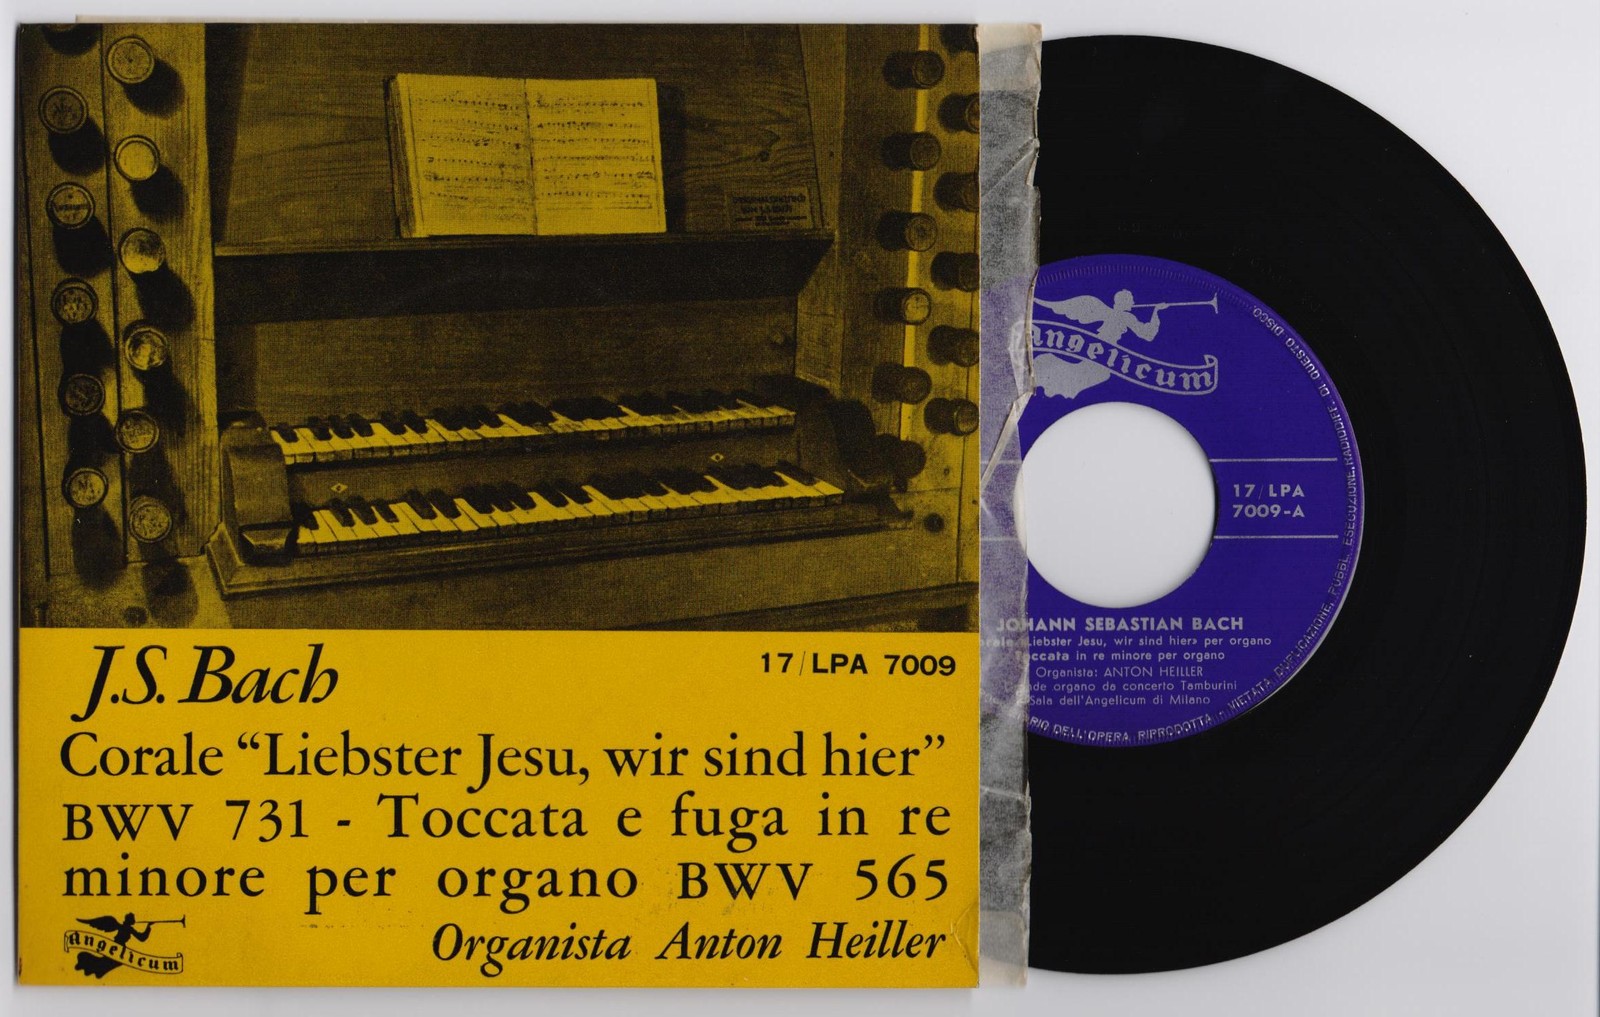 J.S. Bach
17/LPA 7009
Corale “Liebster Jesu, wir sind hier”
BWV 731 - Toccata e fuga in re
minore per organo BWV 565
Organista Anton Heiller
Angelicum
Angelicum
17/LPA
7009-A
JOHANN SEBASTIAN BACH
Liebster Jesu, wir sind hier» per organo
Toccata in re minore per organo
Organista: ANTON HEILLER
organo da concerto Tamburini
Sala dell'Angelicum di Milano
DELL'OPERA RIPRODOTTA VIETATA DUPLICAZIONE, PUBBL. ESECUZIONE, RADIODIFF. DI QUESTO DISCO